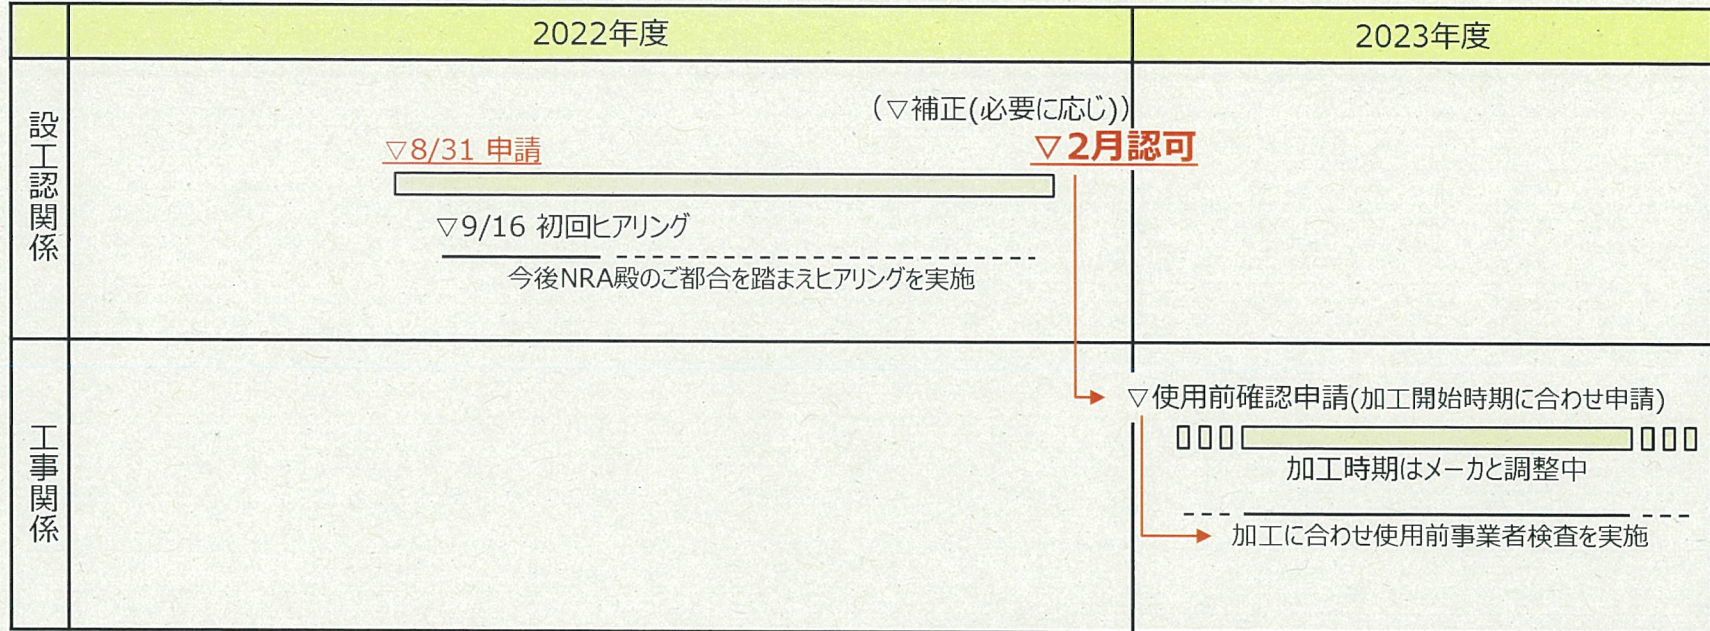 2022年度
2023年度
設工認関係
(▽補正(必要に応じ))
▽8/31 申請
▽2月認可
▽9/16 初回ヒアリング
今後NRA殿のご都合を踏まえヒアリングを実施
工事関係
▽使用前確認申請(加工開始時期に合わせ申請)
加工時期はメーカと調整中
加工に合わせ使用前事業者検査を実施